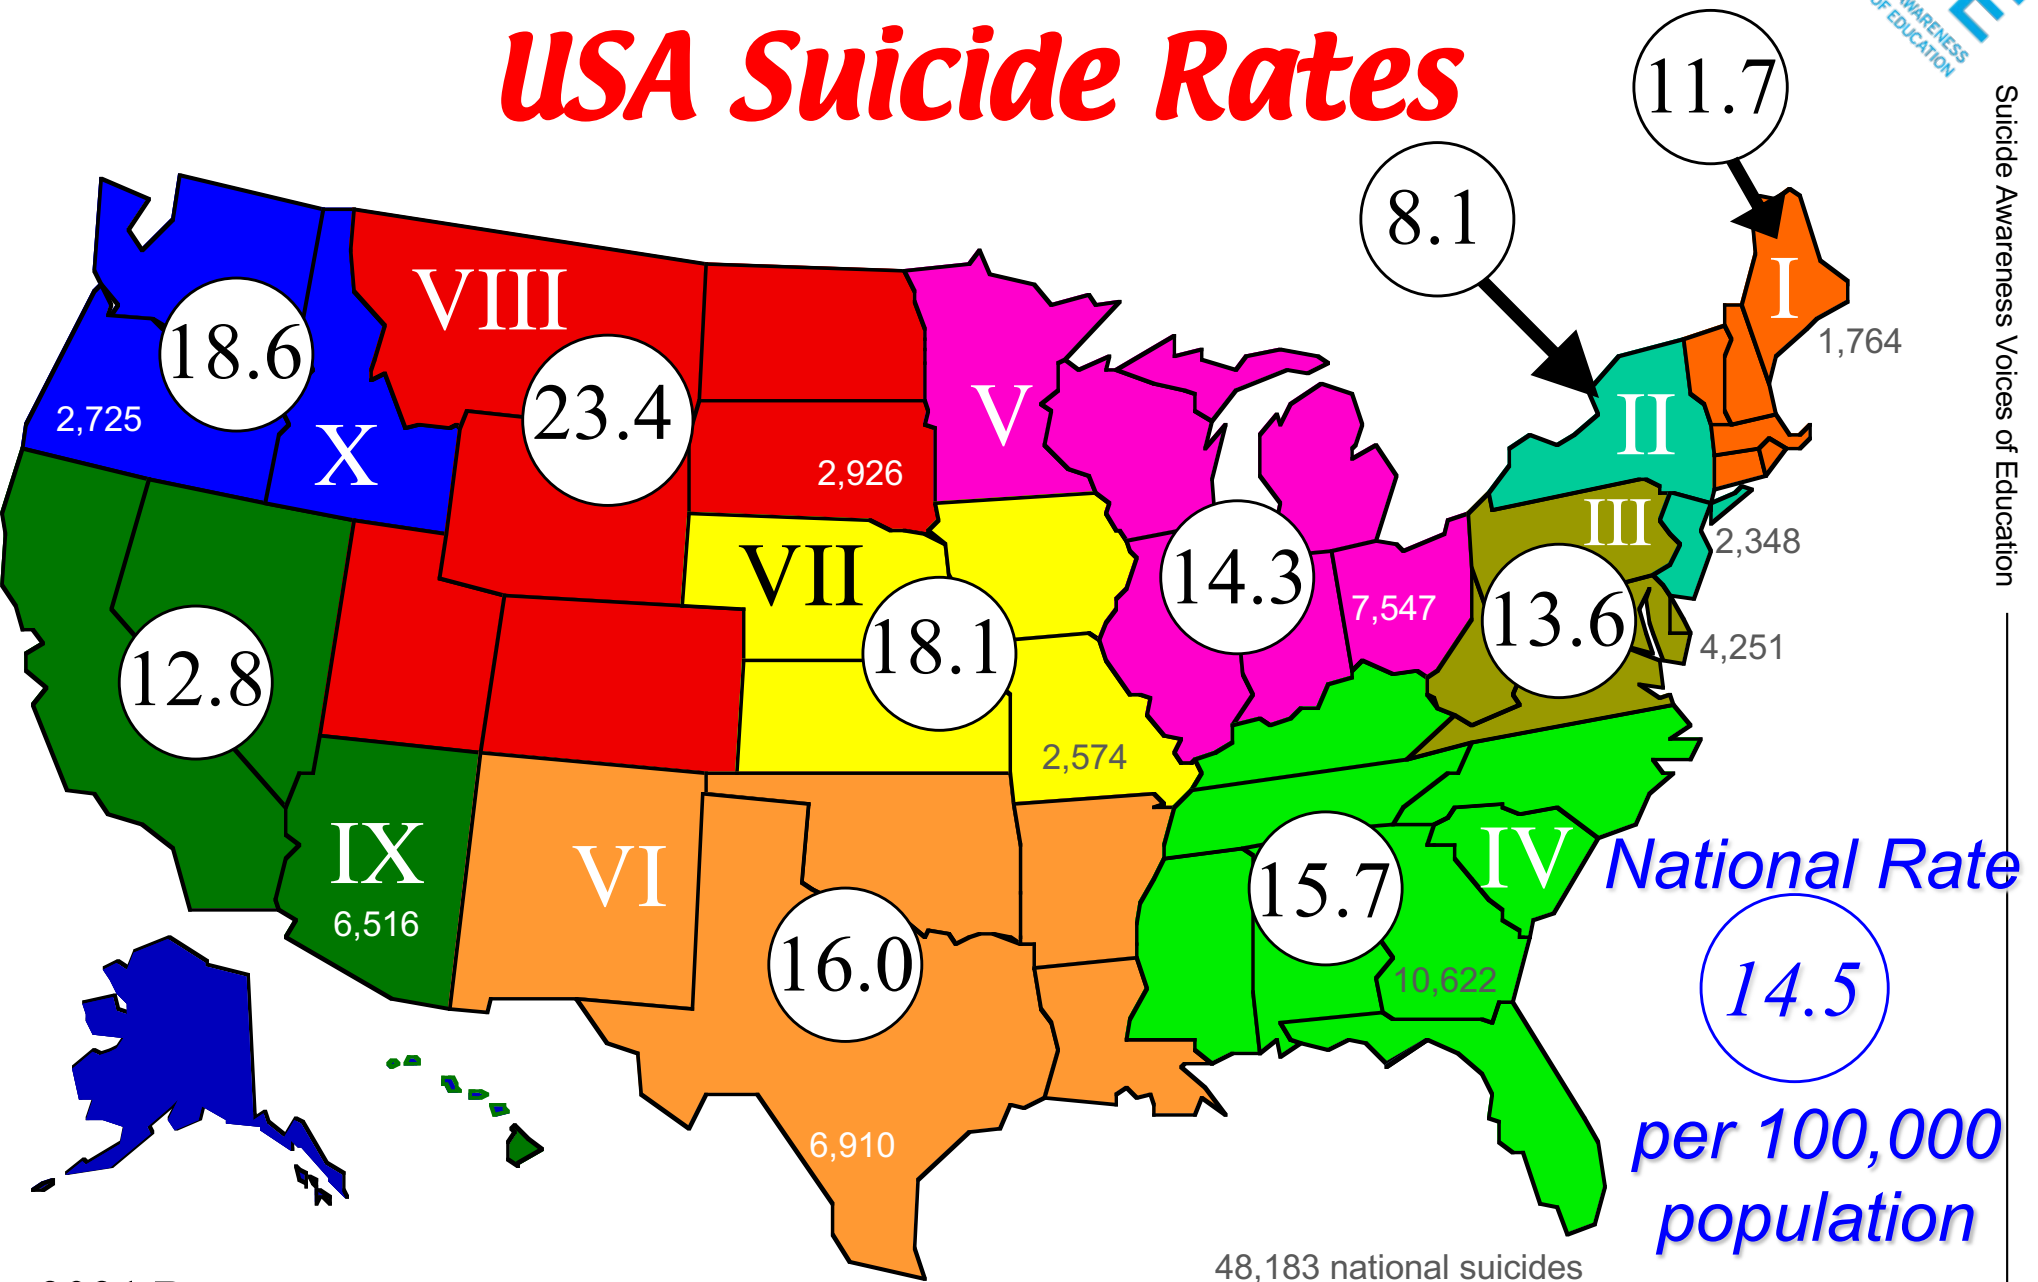 USA Suicide Rates
AWARENESS
OF EDUCATION
Suicide Awareness Voices of Education
11.7
8.1
I
1,764
VIII
18.6
23.4
2,725
X
2,926
V
II
III
2,348
VII
14.3
7,547
13.6
4,251
12.8
18.1
2,574
IX
6,516
VI
16.0
15.7
IV
10,622
6,910
National Rate
14.5
per 100,000
population
48,183 national suicides